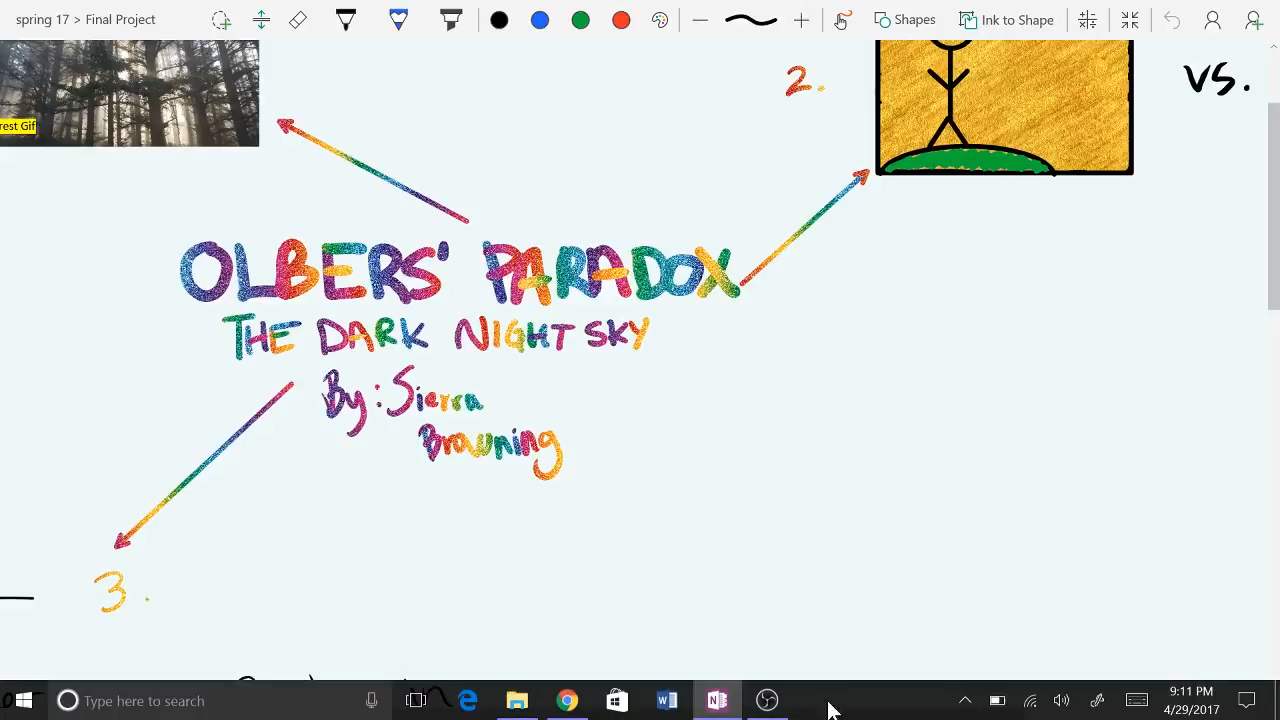 spring 17 > Final Project
Shapes
Ink to Shape
rest Gif
2.
vs.
OLBERS' PARADOX
THE DARK NIGHT SKY
By: Sierra
Browning
3.
Type here to search
9:11 PM
4/29/2017